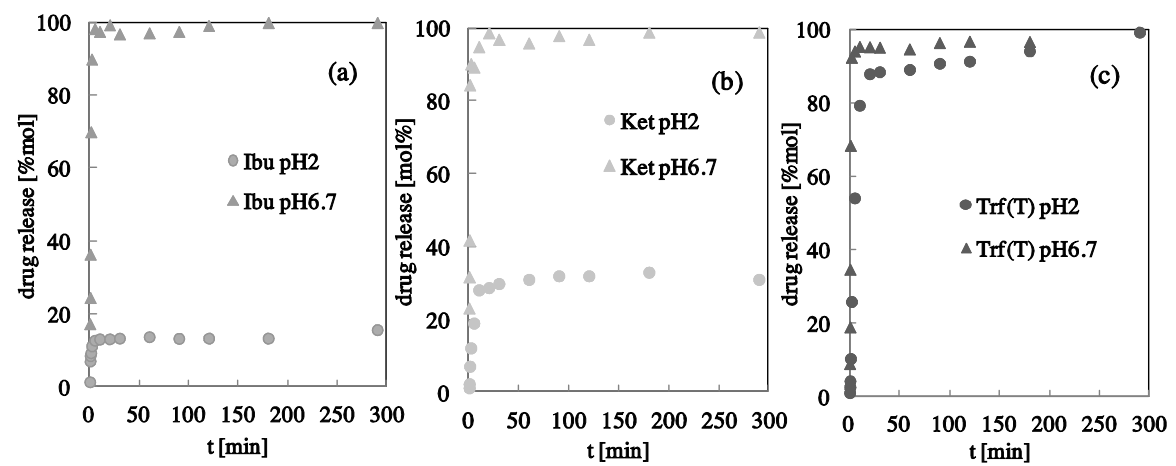 (a)
drug release [%mol]
100
80
60
40
20
0
Ibu pH2
Ibu pH6.7
0 50 100 150 200 250 300
t [min]
(b)
drug release [mol%]
100
80
60
40
20
0
Ket pH2
Ket pH6.7
0 50 100 150 200 250 300
t [min]
(c)
drug release [%mol]
100
80
60
40
20
0
Trf(T) pH2
Trf(T) pH6.7
0 50 100 150 200 250 300
t [min]